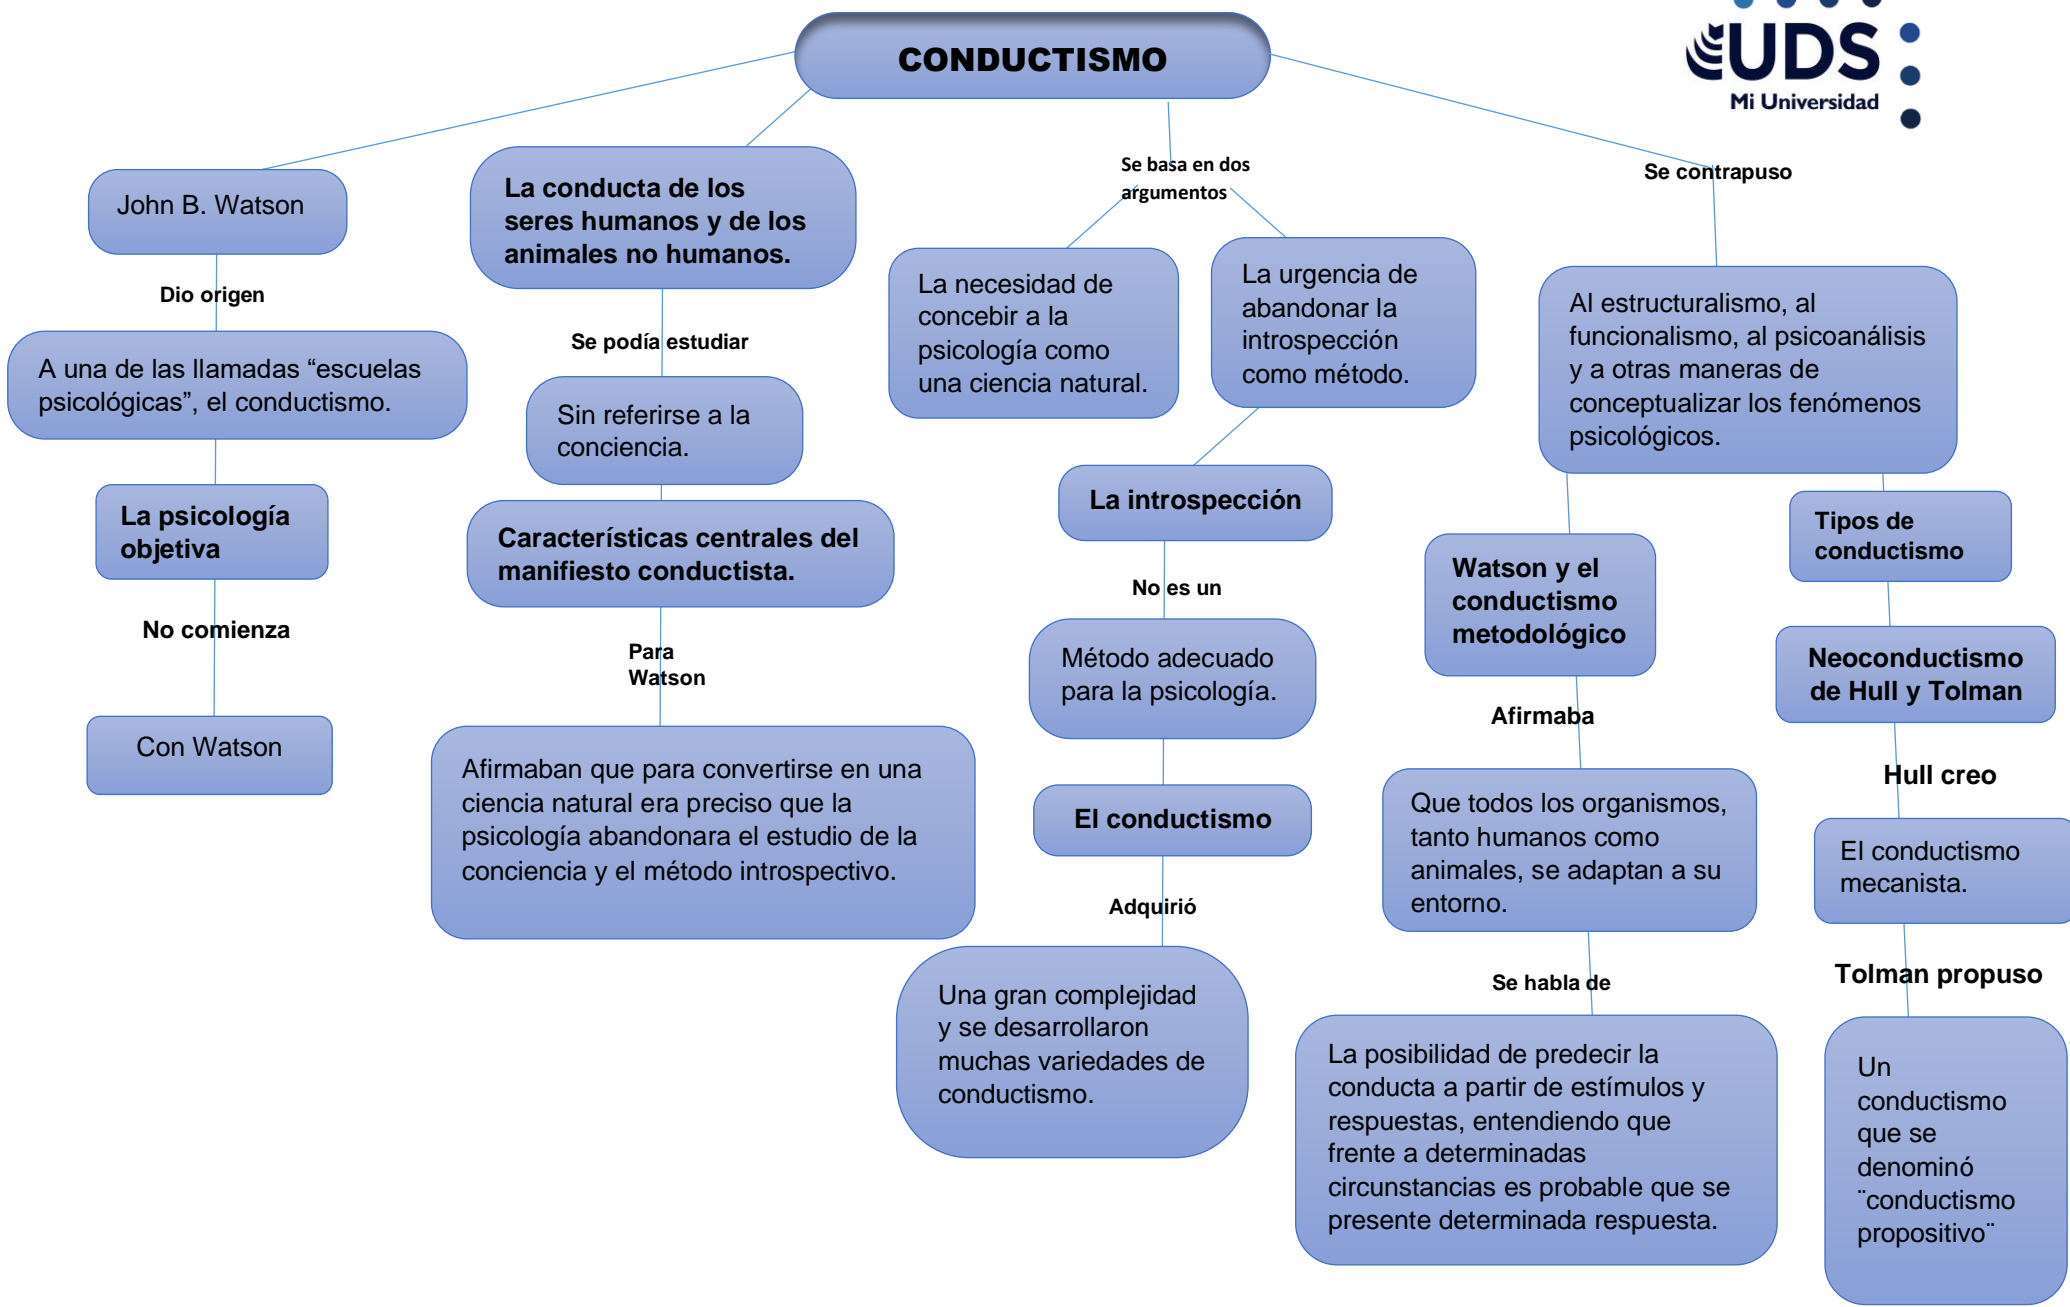 CONDUCTISMO
UDS
Mi Universidad
John B. Watson
Dio origen
A una de las llamadas “escuelas
psicológicas”, el conductismo.
La psicología
objetiva
No comienza
Con Watson
La conducta de los
seres humanos y de los
animales no humanos.
Se podía estudiar
Sin referirse a la
conciencia.
Características centrales del
manifiesto conductista.
Para
Watson
Afirmaban que para convertirse en una
ciencia natural era preciso que la
psicología abandonara el estudio de la
conciencia y el método introspectivo.
Se basa en dos
argumentos
La necesidad de
concebir a la
psicología como
una ciencia natural.
La urgencia de
abandonar la
introspección
como método.
La introspección
No es un
Método adecuado
para la psicología.
El conductismo
Adquirió
Una gran complejidad
y se desarrollaron
muchas variedades de
conductismo.
Se contrapuso
Al estructuralismo, al
funcionalismo, al psicoanálisis
y a otras maneras de
conceptualizar los fenómenos
psicológicos.
Watson y el
conductismo
metodológico
Afirmaba
Que todos los organismos,
tanto humanos como
animales, se adaptan a su
entorno.
Se habla de
La posibilidad de predecir la
conducta a partir de estímulos y
respuestas, entendiendo que
frente a determinadas
circunstancias es probable que se
presente determinada respuesta.
Tipos de
conductismo
Neoconductismo
de Hull y Tolman
Hull creo
El conductismo
mecanista.
Tolman propuso
Un
conductismo
que se
denominó
¨conductismo
propositivo¨